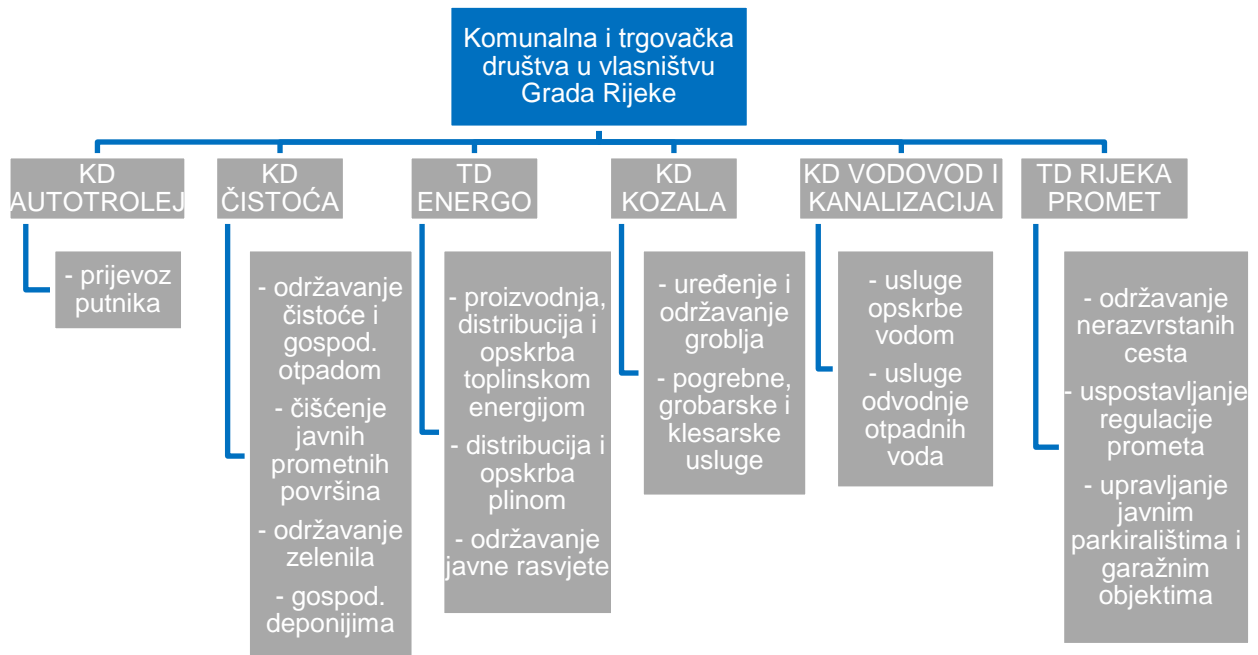 Komunalna i trgovačka
društva u vlasništvu
Grada Rijeke
KD
AUTOTROLEJ
- prijevoz
putnika
KD
ČISTOĆA
- održavanje
čistoće i
gospod.
otpadom
- čišćenje
javnih
prometnih
površina
- održavanje
zelenila
- gospod.
deponijima
TD
ENERGO
- proizvodnja,
distribucija i
opskrba
toplinskom
energijom
- distribucija i
opskrba
plinom
- održavanje
javne rasvjete
KD
KOZALA
- uređenje i
održavanje
groblja
- pogrebne,
grobarske i
klesarske
usluge
KD VODOVOD I
KANALIZACIJA
- usluge
opskrbe
vodom
- usluge
odvodnje
otpadnih
voda
TD RIJEKA
PROMET
- održavanje
nerazvrstanih
cesta
- uspostavljanje
regulacije
prometa
- upravljanje
javnim
parkiralištima i
garažnim
objektima